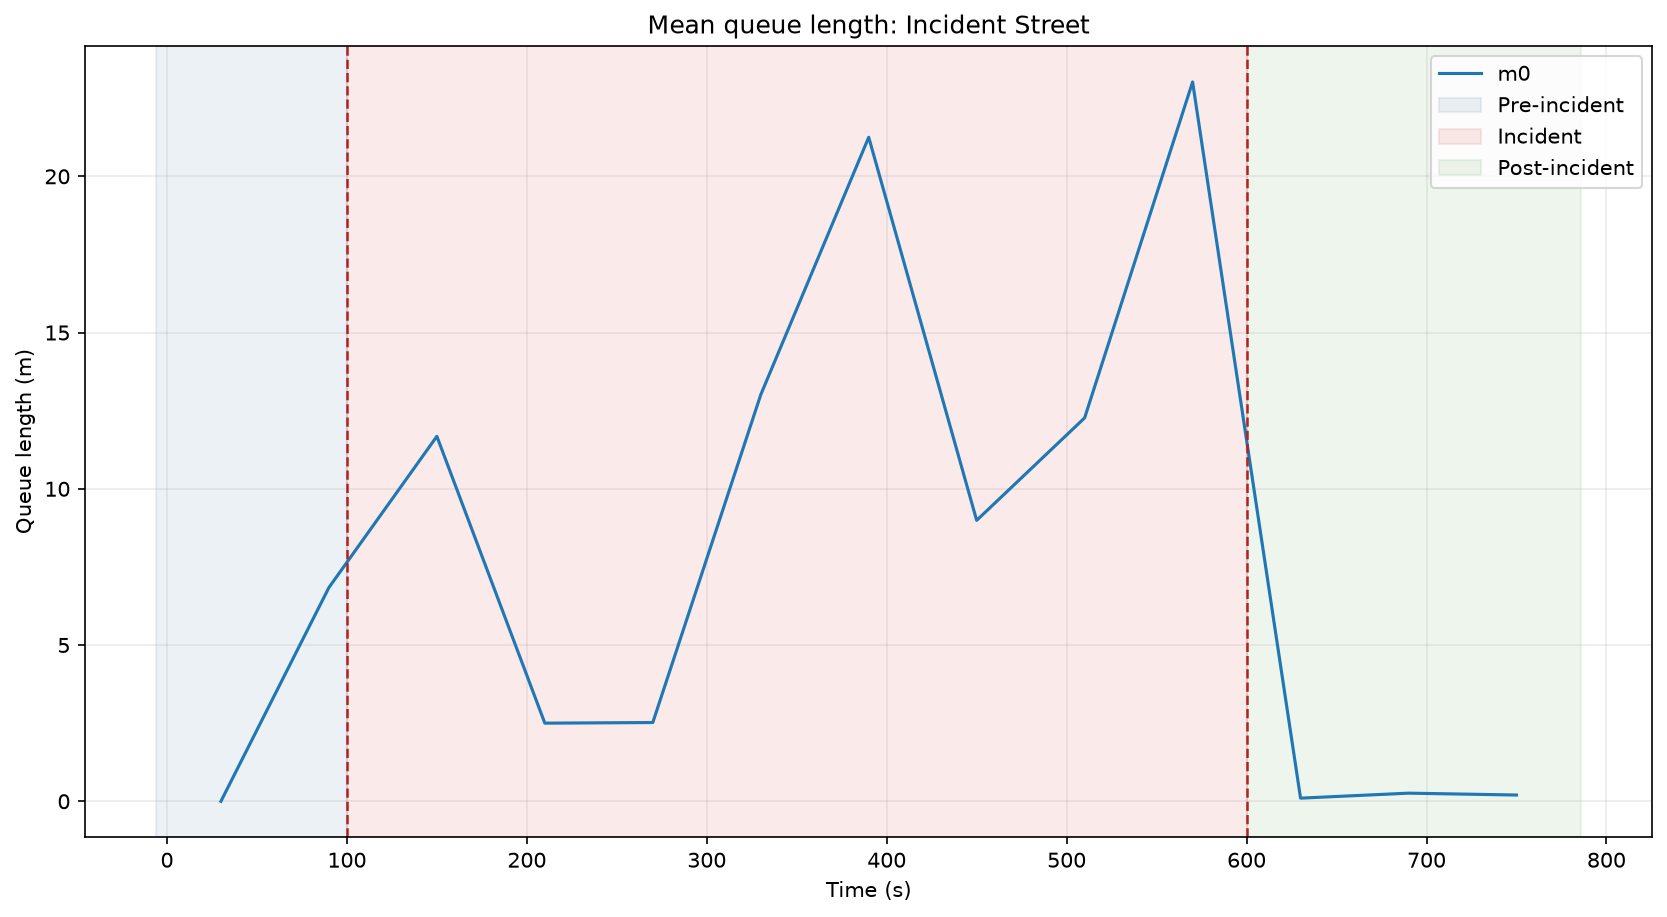 Mean queue length: Incident Street
m0
Pre-incident
Incident
Post-incident
Queue length (m)
20
15
10
5
0
0 100 200 300 400 500 600 700 800
Time (s)